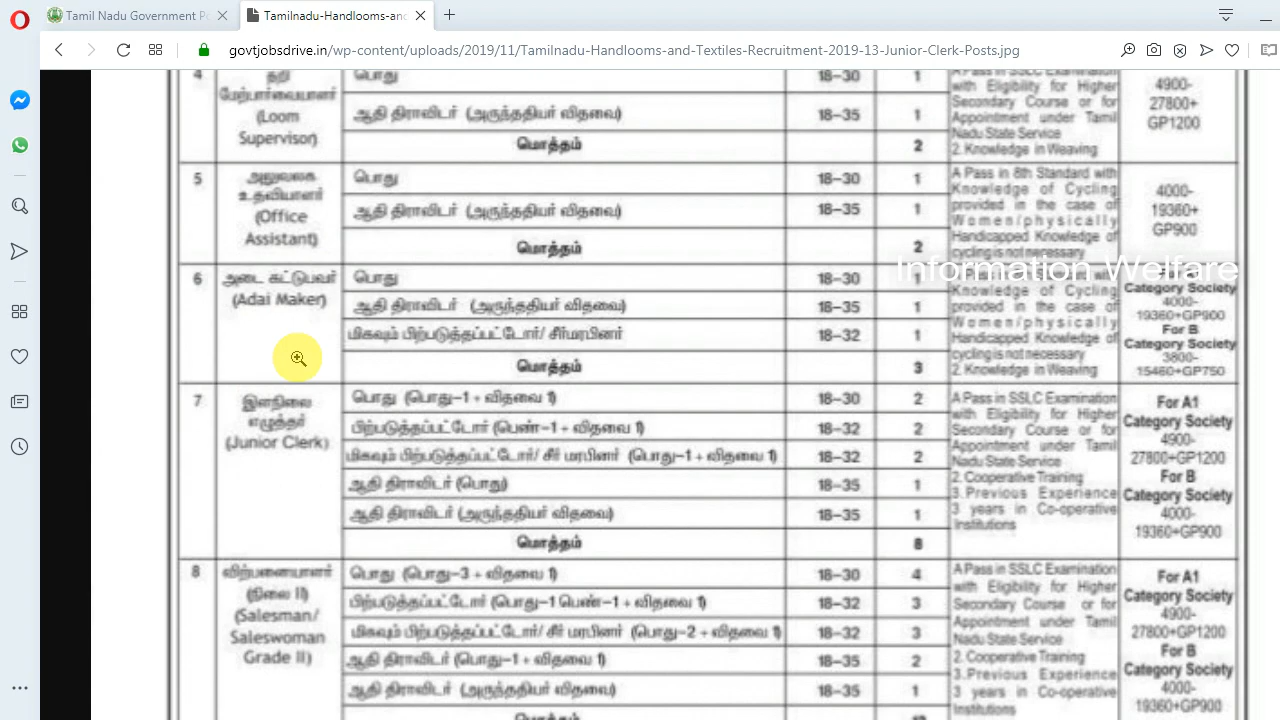 Tamil Nadu Government P
Tamilnadu-Handlooms-and
govtjobsdrive.in/wp-content/uploads/2019/11/Tamilnadu-Handlooms-and-Textiles-Recruitment-2019-13-Junior-Clerk-Posts.jpg
4 தறி மேற்பார்வையாளர் (Loom Supervisor)
பொது 18-30 1
ஆதி திராவிடர் (அருந்ததியர் விதவை) 18-35 1
மொத்தம் 2
A Pass in SSLC Examination
with Eligibility for Higher
Secondary Course or for
Appointment under Tamil
Nadu State Service
2. Knowledge in Weaving
4900-
27800+
GP1200
5 அலுவலக உதவியாளர் (Office Assistant)
பொது 18-30 1
ஆதி திராவிடர் (அருந்ததியர் விதவை) 18-35 1
மொத்தம் 2
A Pass in 8th Standard with
Knowledge of Cycling
provided in the case of
Women/physically
Handicapped Knowledge of
cycling is not necessary
4000-
19360+
GP900
Information Welfare
6 அடை கட்டுபவர் (Adai Maker)
பொது 18-30 1
ஆதி திராவிடர் (அருந்ததியர் விதவை) 18-35 1
மிகவும் பிற்படுத்தப்பட்டோர்/ சீர்மரபினர் 18-32 1
மொத்தம் 3
Knowledge of Cycling
provided in the case of
Women/physically
Handicapped Knowledge of
cycling is not necessary
2. Knowledge in Weaving
Category Society
4000-
19360+GP900
For B
Category Society
3800-
15460+GP750
7 இளநிலை எழுத்தர் (Junior Clerk)
பொது (பொது-1 + விதவை 1) 18-30 2
பிற்படுத்தப்பட்டோர் (பெண்-1 + விதவை 1) 18-32 2
மிகவும் பிற்படுத்தப்பட்டோர்/ சீர் மரபினர் (பொது-1 + விதவை 1) 18-32 2
ஆதி திராவிடர் (பொது) 18-35 1
ஆதி திராவிடர் (அருந்ததியர் விதவை) 18-35 1
மொத்தம் 8
A Pass in SSLC Examination
with Eligibility for Higher
Secondary Course or for
Appointment under Tamil
Nadu State Service
2. Cooperative Training
3. Previous Experience
3 years in Co-operative
Institutions
For A1
Category Society
4900-
27800+GP1200
For B
Category Society
4000-
19360+GP900
8 விற்பனையாளர் (நிலை II) (Salesman/ Saleswoman Grade II)
பொது (பொது-3 + விதவை 1) 18-30 4
பிற்படுத்தப்பட்டோர் (பொது-1 பெண்-1 + விதவை 1) 18-32 3
மிகவும் பிற்படுத்தப்பட்டோர்/ சீர் மரபினர் (பொது-2 + விதவை 1) 18-32 3
ஆதி திராவிடர் (பொது-1 + விதவை 1) 18-35 2
ஆதி திராவிடர் (அருந்ததியர் விதவை) 18-35 1
மொத்தம்
A Pass in SSLC Examination
with Eligibility for Higher
Secondary Course or for
Appointment under Tamil
Nadu State Service
2. Cooperative Training
3. Previous Experience
3 years in Co-operative
Institutions
For A1
Category Society
4900-
27800+GP1200
For B
Category Society
4000-
19360+GP900